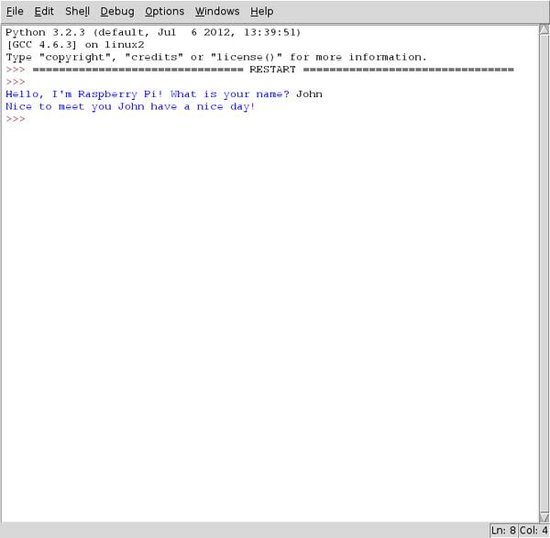 File Edit Shell Debug Options Windows Help
Python 3.2.3 (default, Jul  6 2012, 13:39:51)
[GCC 4.6.3] on linux2
Type "copyright", "credits" or "license()" for more information.
>>> ================================ RESTART ================================
>>>
Hello, I'm Raspberry Pi! What is your name? John
Nice to meet you John have a nice day!
>>>
Ln: 8 Col: 4